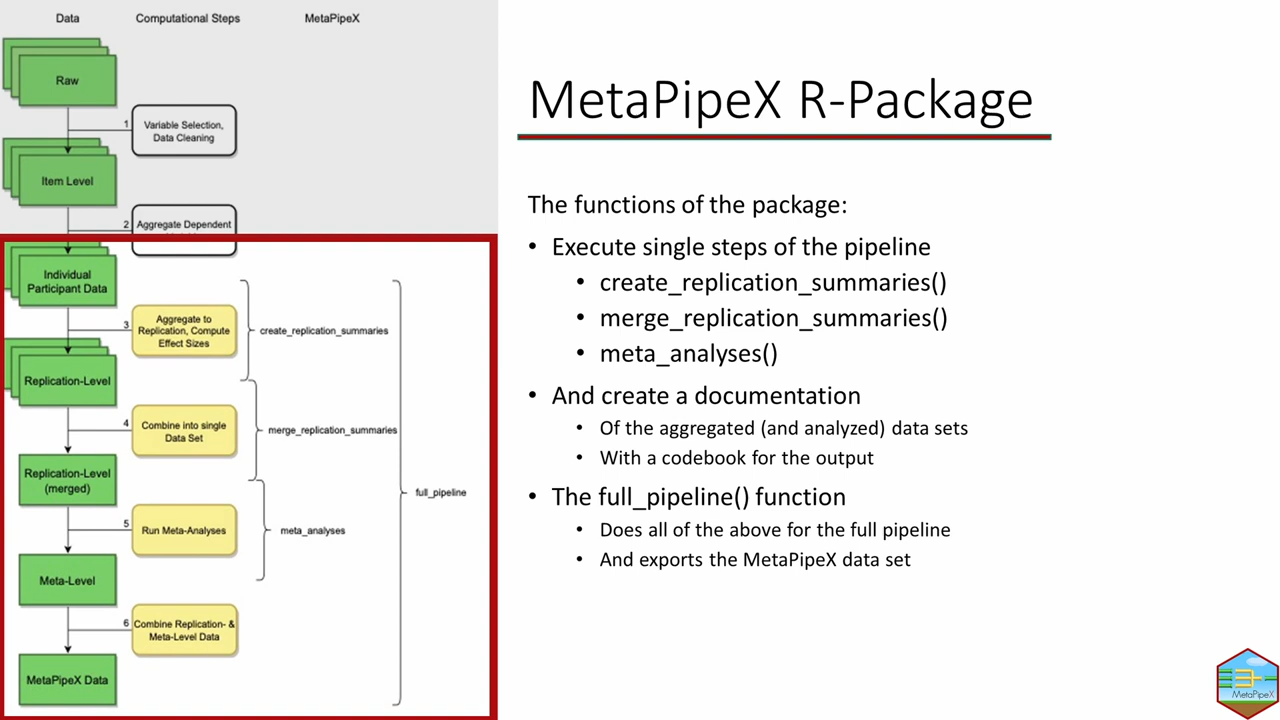 Data
Computational Steps
MetaPipeX
Raw
1
Variable Selection,
Data Cleaning
Item Level
2
Aggregate Dependent
Individual
Participant Data
3
Aggregate to
Replication, Compute
Effect Sizes
create_replication_summaries
Replication-Level
4
Combine into single
Data Set
merge_replication_summaries
Replication-Level
(merged)
full_pipeline
5
Run Meta-Analyses
meta_analyses
Meta-Level
6
Combine Replication- &
Meta-Level Data
MetaPipeX Data
MetaPipeX R-Package
The functions of the package:
• Execute single steps of the pipeline
• create_replication_summaries()
• merge_replication_summaries()
• meta_analyses()
• And create a documentation
• Of the aggregated (and analyzed) data sets
• With a codebook for the output
• The full_pipeline() function
• Does all of the above for the full pipeline
• And exports the MetaPipeX data set
MetaPipeX